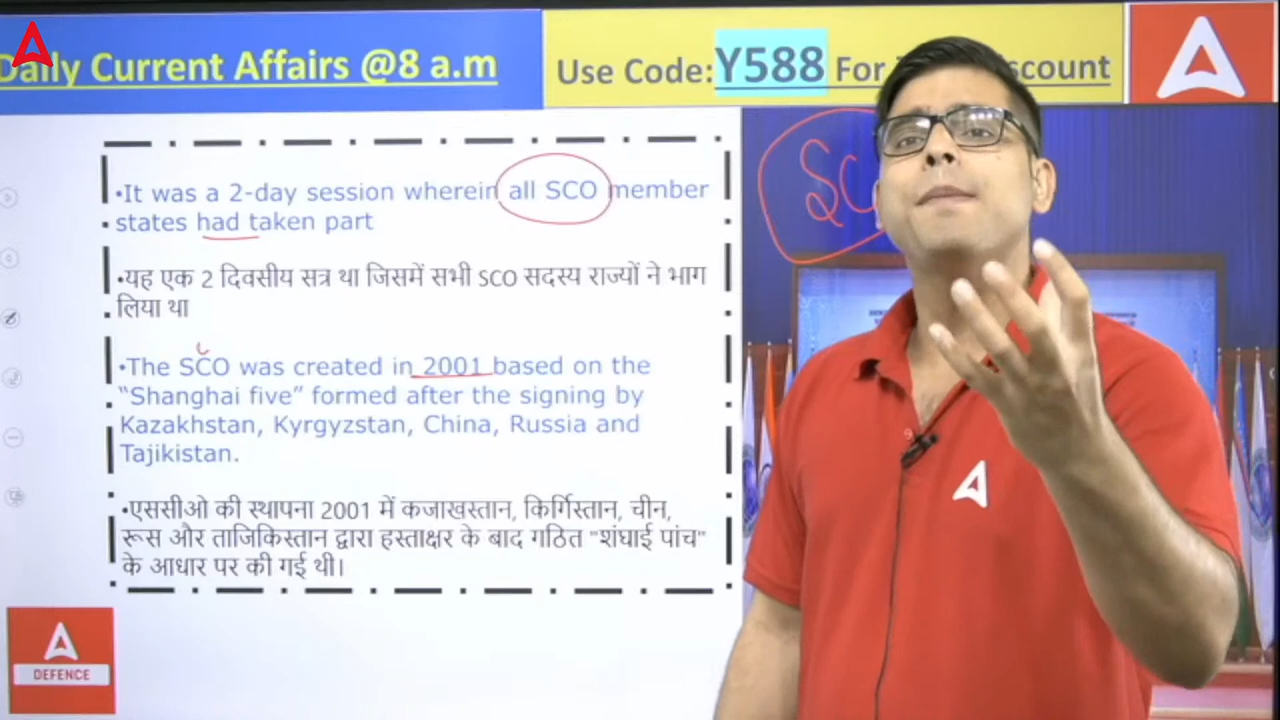 Daily Current Affairs @8 a.m
Use Code:Y588 For
•It was a 2-day session wherein all SCO member
states had taken part
•यह एक 2 दिवसीय सत्र था जिसमें सभी SCO सदस्य राज्यों ने भाग
लिया था
•The SCO was created in 2001 based on the
“Shanghai five” formed after the signing by
Kazakhstan, Kyrgyzstan, China, Russia and
Tajikistan.
•एससीओ की स्थापना 2001 में कजाखस्तान, किर्गिस्तान, चीन,
रूस और ताजिकिस्तान द्वारा हस्ताक्षर के बाद गठित "शंघाई पांच"
के आधार पर की गई थी।
DEFENCE